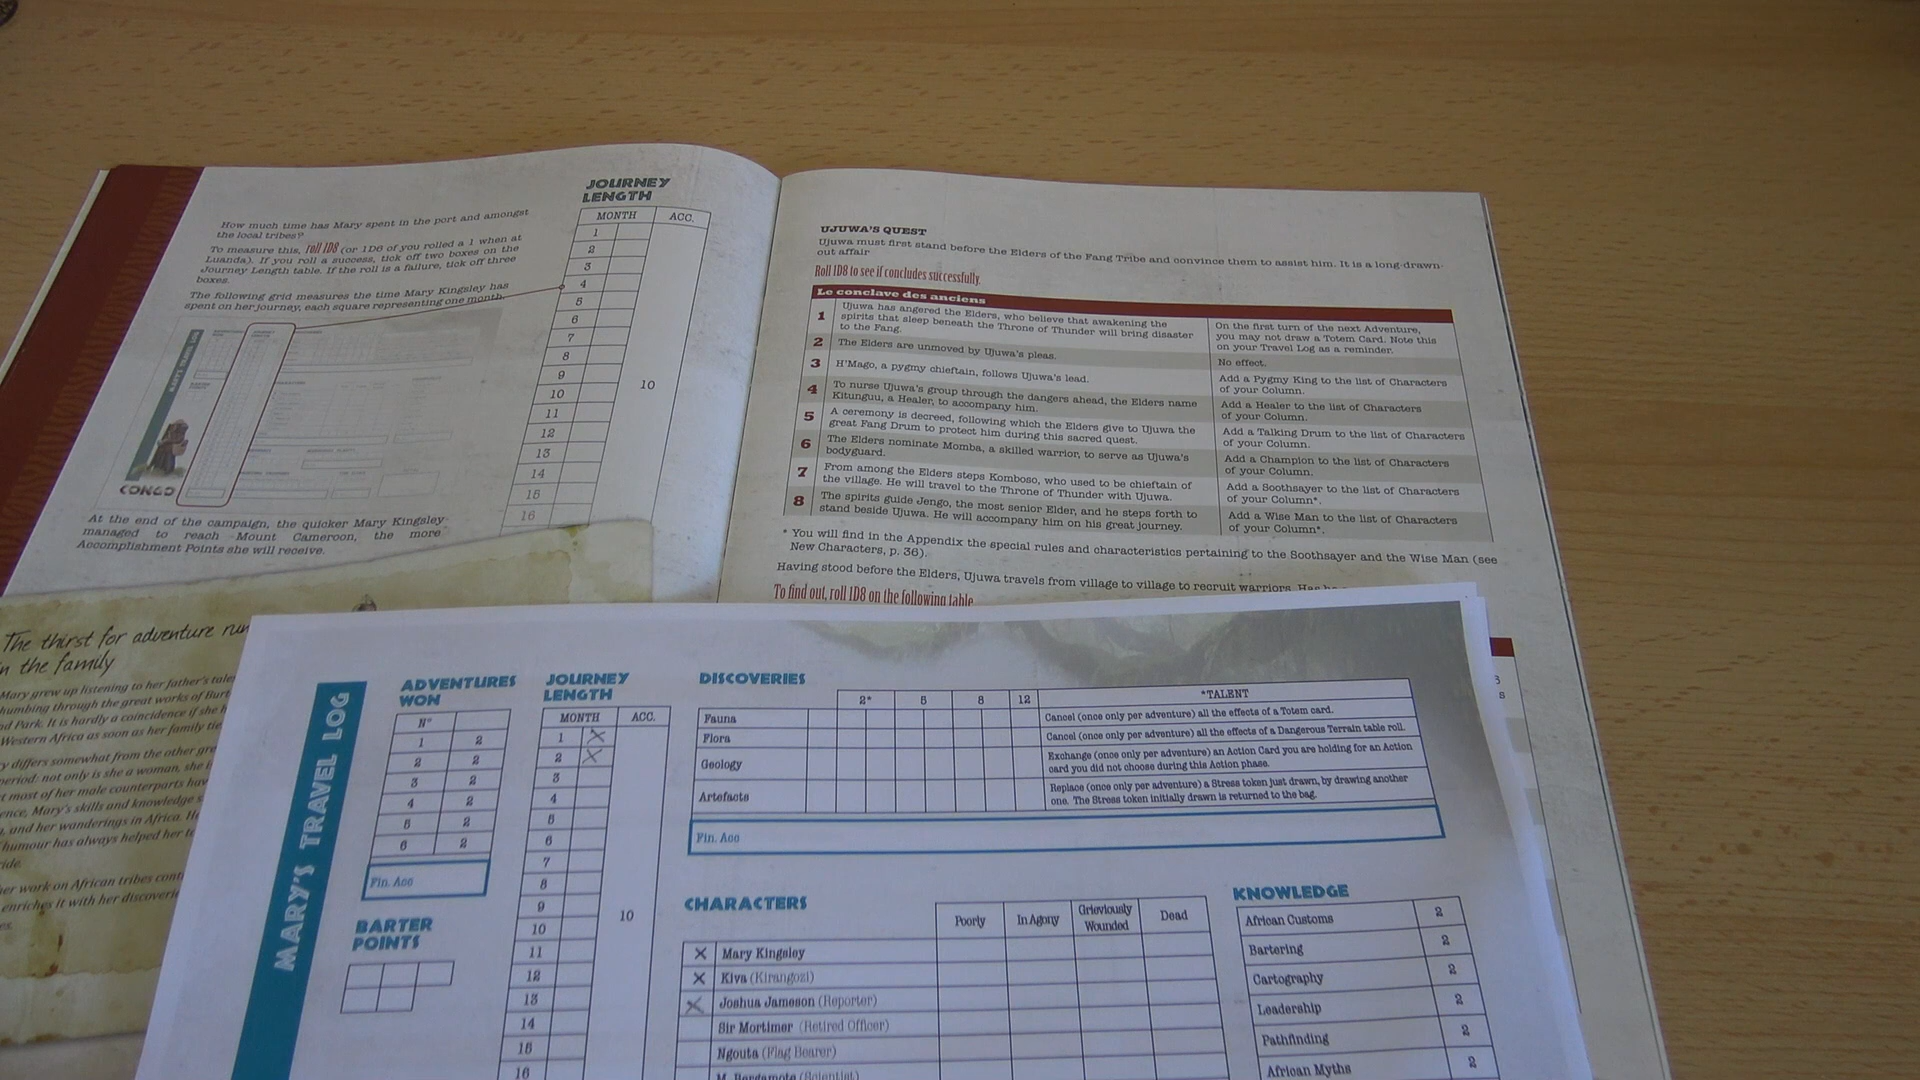 JOURNEY
LENGTH
MONTH ACC.
1
2
3
4
5
6
7
8
9
10 10
11
12
13
14
15
16
How much time has Mary spent in the port and amongst
the local tribes?
To measure this, roll 1D8 (or 1D6 of you rolled a 1 when at
Luanda). If you roll a success, tick off two boxes on the
Journey Length table. If the roll is a failure, tick off three
boxes.
The following grid measures the time Mary Kingsley has
spent on her journey, each square representing one month.
CONGO
At the end of the campaign, the quicker Mary Kingsley
managed to reach Mount Cameroon, the more
Accomplishment Points she will receive.
The thirst for adventure run
n the family
Mary grew up listening to her father's tale
humbing through the great works of Burt
nd Park. It is hardly a coincidence if she h
Western Africa as soon as her family tie
y differs somewhat from the other gre
period: not only is she a woman, she i
t most of her male counterparts hav
ence, Mary's skills and knowledge s
, and her wanderings in Africa. He
humour has always helped her to
ride.
er work on African tribes cont
enriches it with her discoverie
es.
UJUWA'S QUEST
Ujuwa must first stand before the Elders of the Fang Tribe and convince them to assist him. It is a long-drawn-
out affair
Roll 1D8 to see if concludes successfully.
Le conclave des anciens
1 Ujuwa has angered the Elders, who believe that awakening the
spirits that sleep beneath the Throne of Thunder will bring disaster
to the Fang.
On the first turn of the next Adventure,
you may not draw a Totem Card. Note this
on your Travel Log as a reminder.
2 The Elders are unmoved by Ujuwa's pleas.
No effect.
3 H'Mago, a pygmy chieftain, follows Ujuwa's lead.
Add a Pygmy King to the list of Characters
of your Column.
4 To nurse Ujuwa's group through the dangers ahead, the Elders name
Kitunguu, a Healer, to accompany him.
Add a Healer to the list of Characters
of your Column.
5 A ceremony is decreed, following which the Elders give to Ujuwa the
great Fang Drum to protect him during this sacred quest.
Add a Talking Drum to the list of Characters
of your Column.
6 The Elders nominate Momba, a skilled warrior, to serve as Ujuwa's
bodyguard.
Add a Champion to the list of Characters
of your Column.
7 From among the Elders steps Komboso, who used to be chieftain of
the village. He will travel to the Throne of Thunder with Ujuwa.
Add a Soothsayer to the list of Characters
of your Column*.
8 The spirits guide Jengo, the most senior Elder, and he steps forth to
stand beside Ujuwa. He will accompany him on his great journey.
Add a Wise Man to the list of Characters
of your Column*.
* You will find in the Appendix the special rules and characteristics pertaining to the Soothsayer and the Wise Man (see
New Characters, p. 36).
Having stood before the Elders, Ujuwa travels from village to village to recruit warriors.
To find out, roll 1D8 on the following table
MARY'S TRAVEL LOG
ADVENTURES
WON
N°
1 2
2 2
3 2
4 2
5 2
6 2
Fin. Acc
BARTER
POINTS
JOURNEY
LENGTH
MONTH ACC.
1 X
2 X
3
4
5
6
7
8
9
10 10
11
12
13
14
15
16
DISCOVERIES
2* 5 8 12 *TALENT
Fauna Cancel (once only per adventure) all the effects of a Totem card.
Flora Cancel (once only per adventure) all the effects of a Dangerous Terrain table roll.
Geology Exchange (once only per adventure) an Action Card you are holding for an Action
card you did not choose during this Action phase.
Artefacts Replace (once only per adventure) a Stress token just drawn, by drawing another
one. The Stress token initially drawn is returned to the bag.
Fin. Acc
CHARACTERS
Poorly In Agony Grieviously
Wounded Dead
X Mary Kingsley
X Kiva (Kirangozi)
X Joshua Jameson (Reporter)
Sir Mortimer (Retired Officer)
Ngouta (Flag Bearer)
M. Bergamote (Scientist)
KNOWLEDGE
African Customs 2
Bartering 2
Cartography 2
Leadership 2
Pathfinding 2
African Myths 2